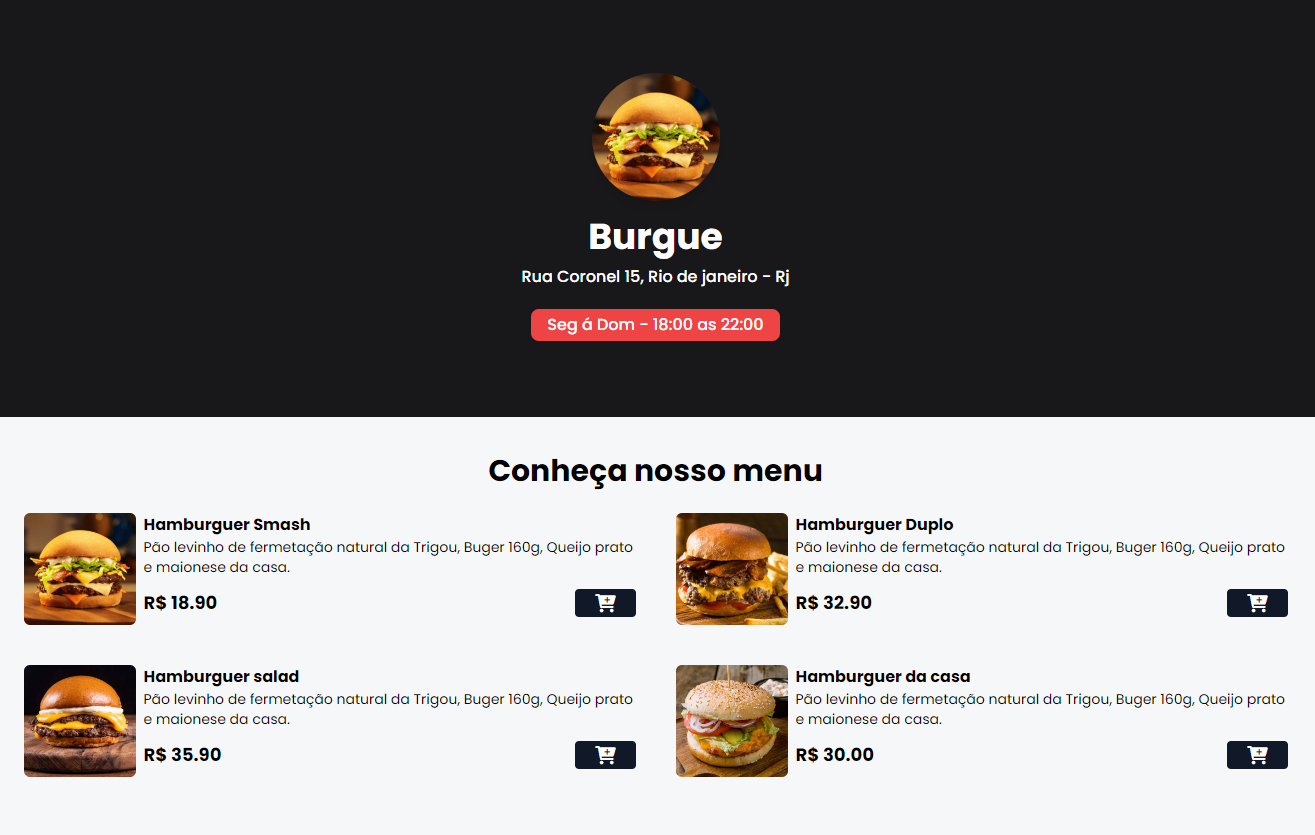 Burgue
Rua Coronel 15, Rio de janeiro - Rj
Seg á Dom - 18:00 as 22:00
Conheça nosso menu
Hamburguer Smash
Pão levinho de fermetação natural da Trigou, Buger 160g, Queijo prato
e maionese da casa.
R$ 18.90
Hamburguer Duplo
Pão levinho de fermetação natural da Trigou, Buger 160g, Queijo prato
e maionese da casa.
R$ 32.90
Hamburguer salad
Pão levinho de fermetação natural da Trigou, Buger 160g, Queijo prato
e maionese da casa.
R$ 35.90
Hamburguer da casa
Pão levinho de fermetação natural da Trigou, Buger 160g, Queijo prato
e maionese da casa.
R$ 30.00